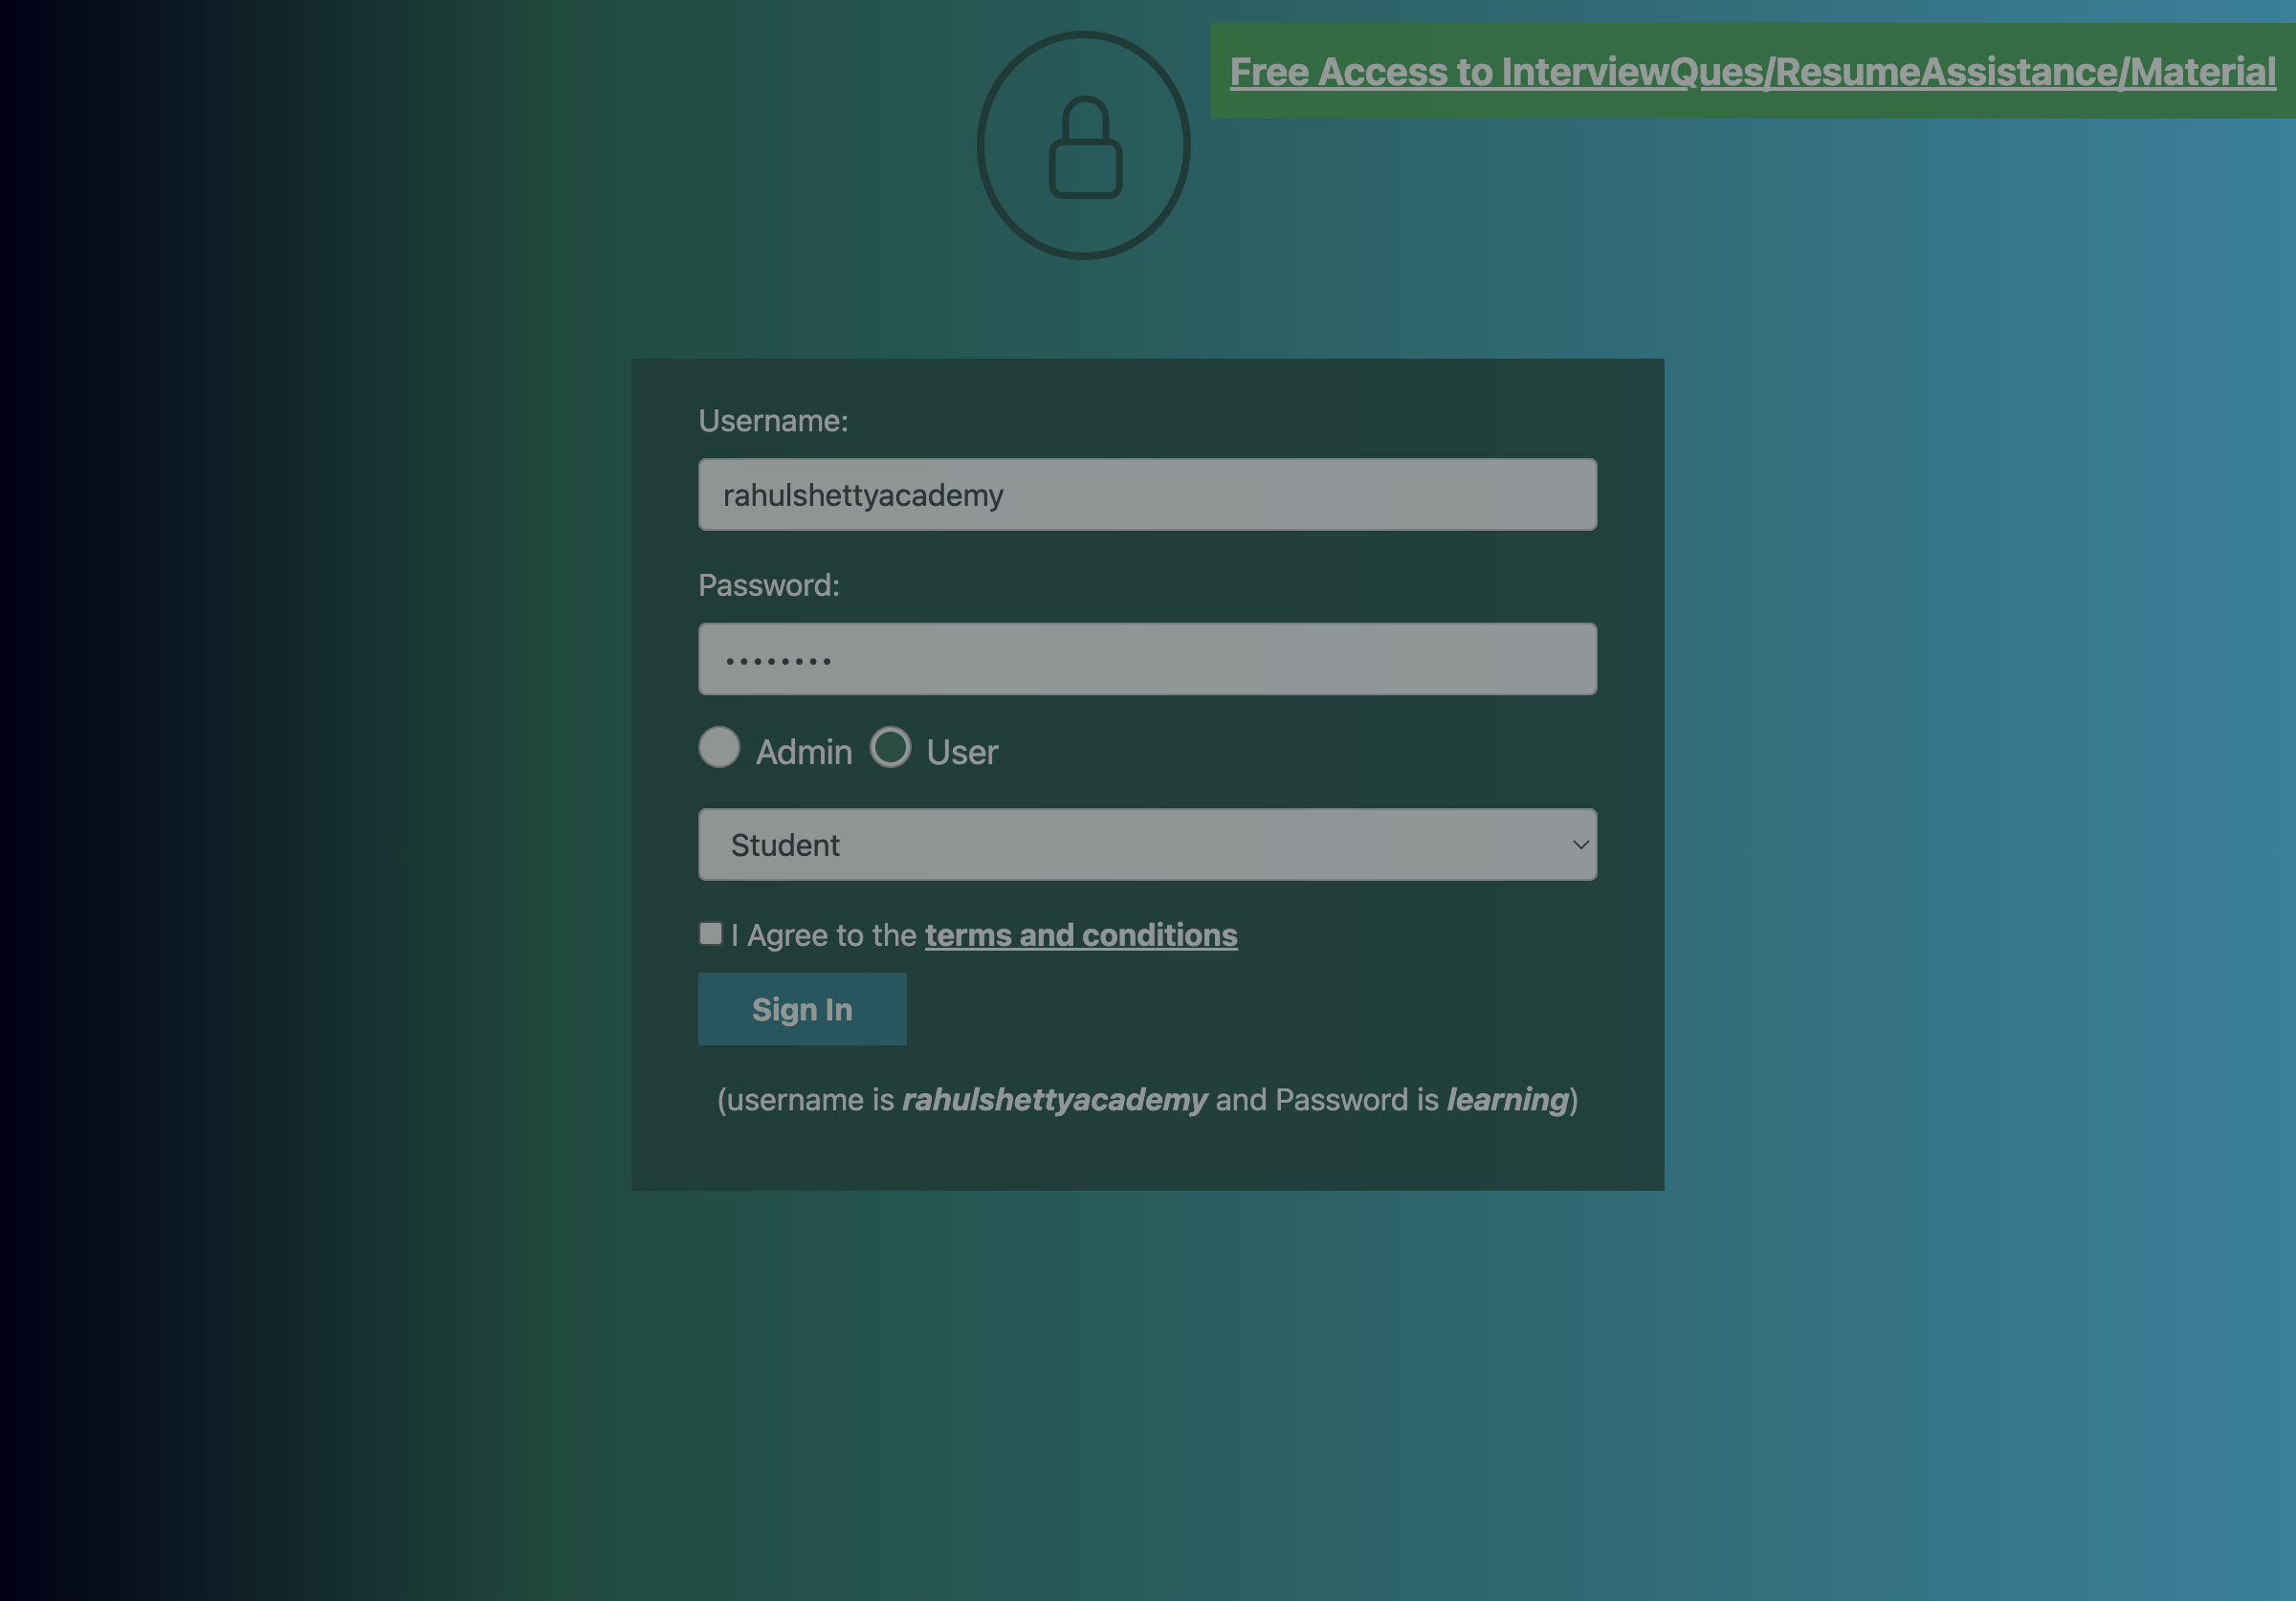 Free Access to InterviewQues/ResumeAssistance/Material
Username:
rahulshettyacademy
Password:
••••••••
Admin User
Student
I Agree to the terms and conditions
Sign In
(username is rahulshettyacademy and Password is learning)